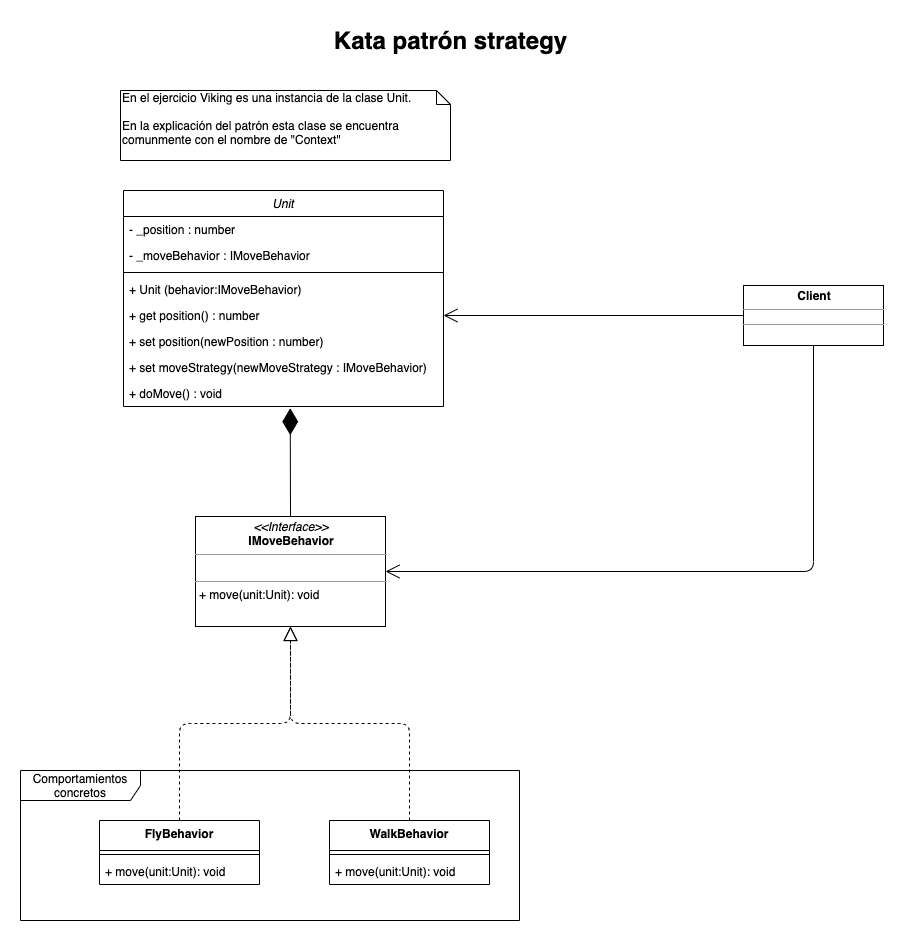 Kata patrón strategy
En el ejercicio Viking es una instancia de la clase Unit.
En la explicación del patrón esta clase se encuentra
comunmente con el nombre de "Context"
Unit
- _position : number
- _moveBehavior : IMoveBehavior
+ Unit (behavior:IMoveBehavior)
+ get position() : number
+ set position(newPosition : number)
+ set moveStrategy(newMoveStrategy : IMoveBehavior)
+ doMove() : void
Client
<<Interface>>
IMoveBehavior
+ move(unit:Unit): void
Comportamientos
concretos
FlyBehavior
+ move(unit:Unit): void
WalkBehavior
+ move(unit:Unit): void